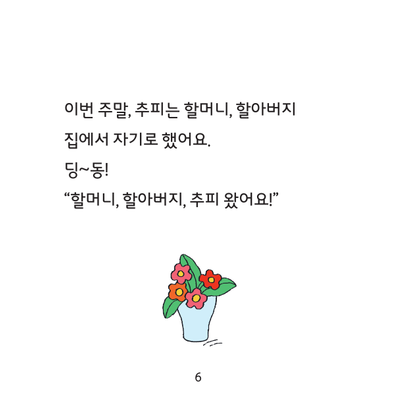 이번 주말, 추피는 할머니, 할아버지
집에서 자기로 했어요.
딩~동!
“할머니, 할아버지, 추피 왔어요!”
6